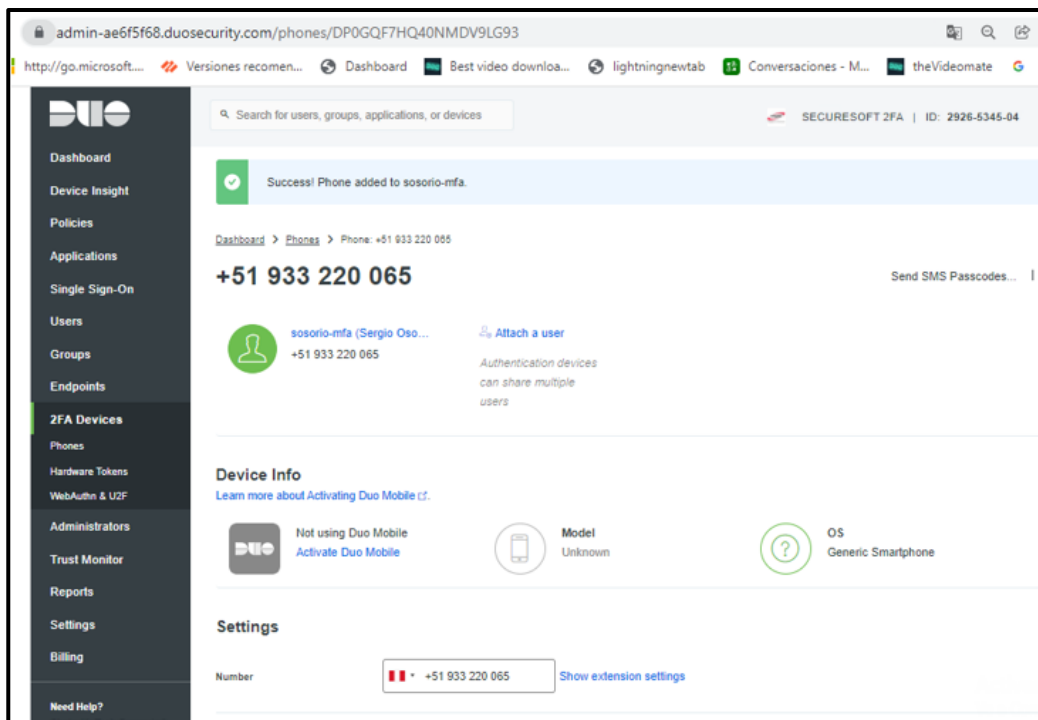 admin-ae6f5f68.duosecurity.com/phones/DP0GQF7HQ40NMDV9LG93
http://go.microsoft.... Versiones recomen... Dashboard Best video downloa... lightningnewtab Conversaciones - M... theVideomate
DUO
Search for users, groups, applications, or devices
SECURESOFT 2FA | ID: 2926-5345-04
Dashboard
Device Insight
Policies
Applications
Single Sign-On
Users
Groups
Endpoints
2FA Devices
Phones
Hardware Tokens
WebAuthn & U2F
Administrators
Trust Monitor
Reports
Settings
Billing
Need Help?
Success! Phone added to sosorio-mfa.
Dashboard > Phones > Phone: +51 933 220 065
+51 933 220 065
Send SMS Passcodes... |
sosorio-mfa (Sergio Oso...
+51 933 220 065
Attach a user
Authentication devices
can share multiple
users
Device Info
Learn more about Activating Duo Mobile
DUO
Not using Duo Mobile
Activate Duo Mobile
Model
Unknown
OS
Generic Smartphone
Settings
Number
+51 933 220 065
Show extension settings